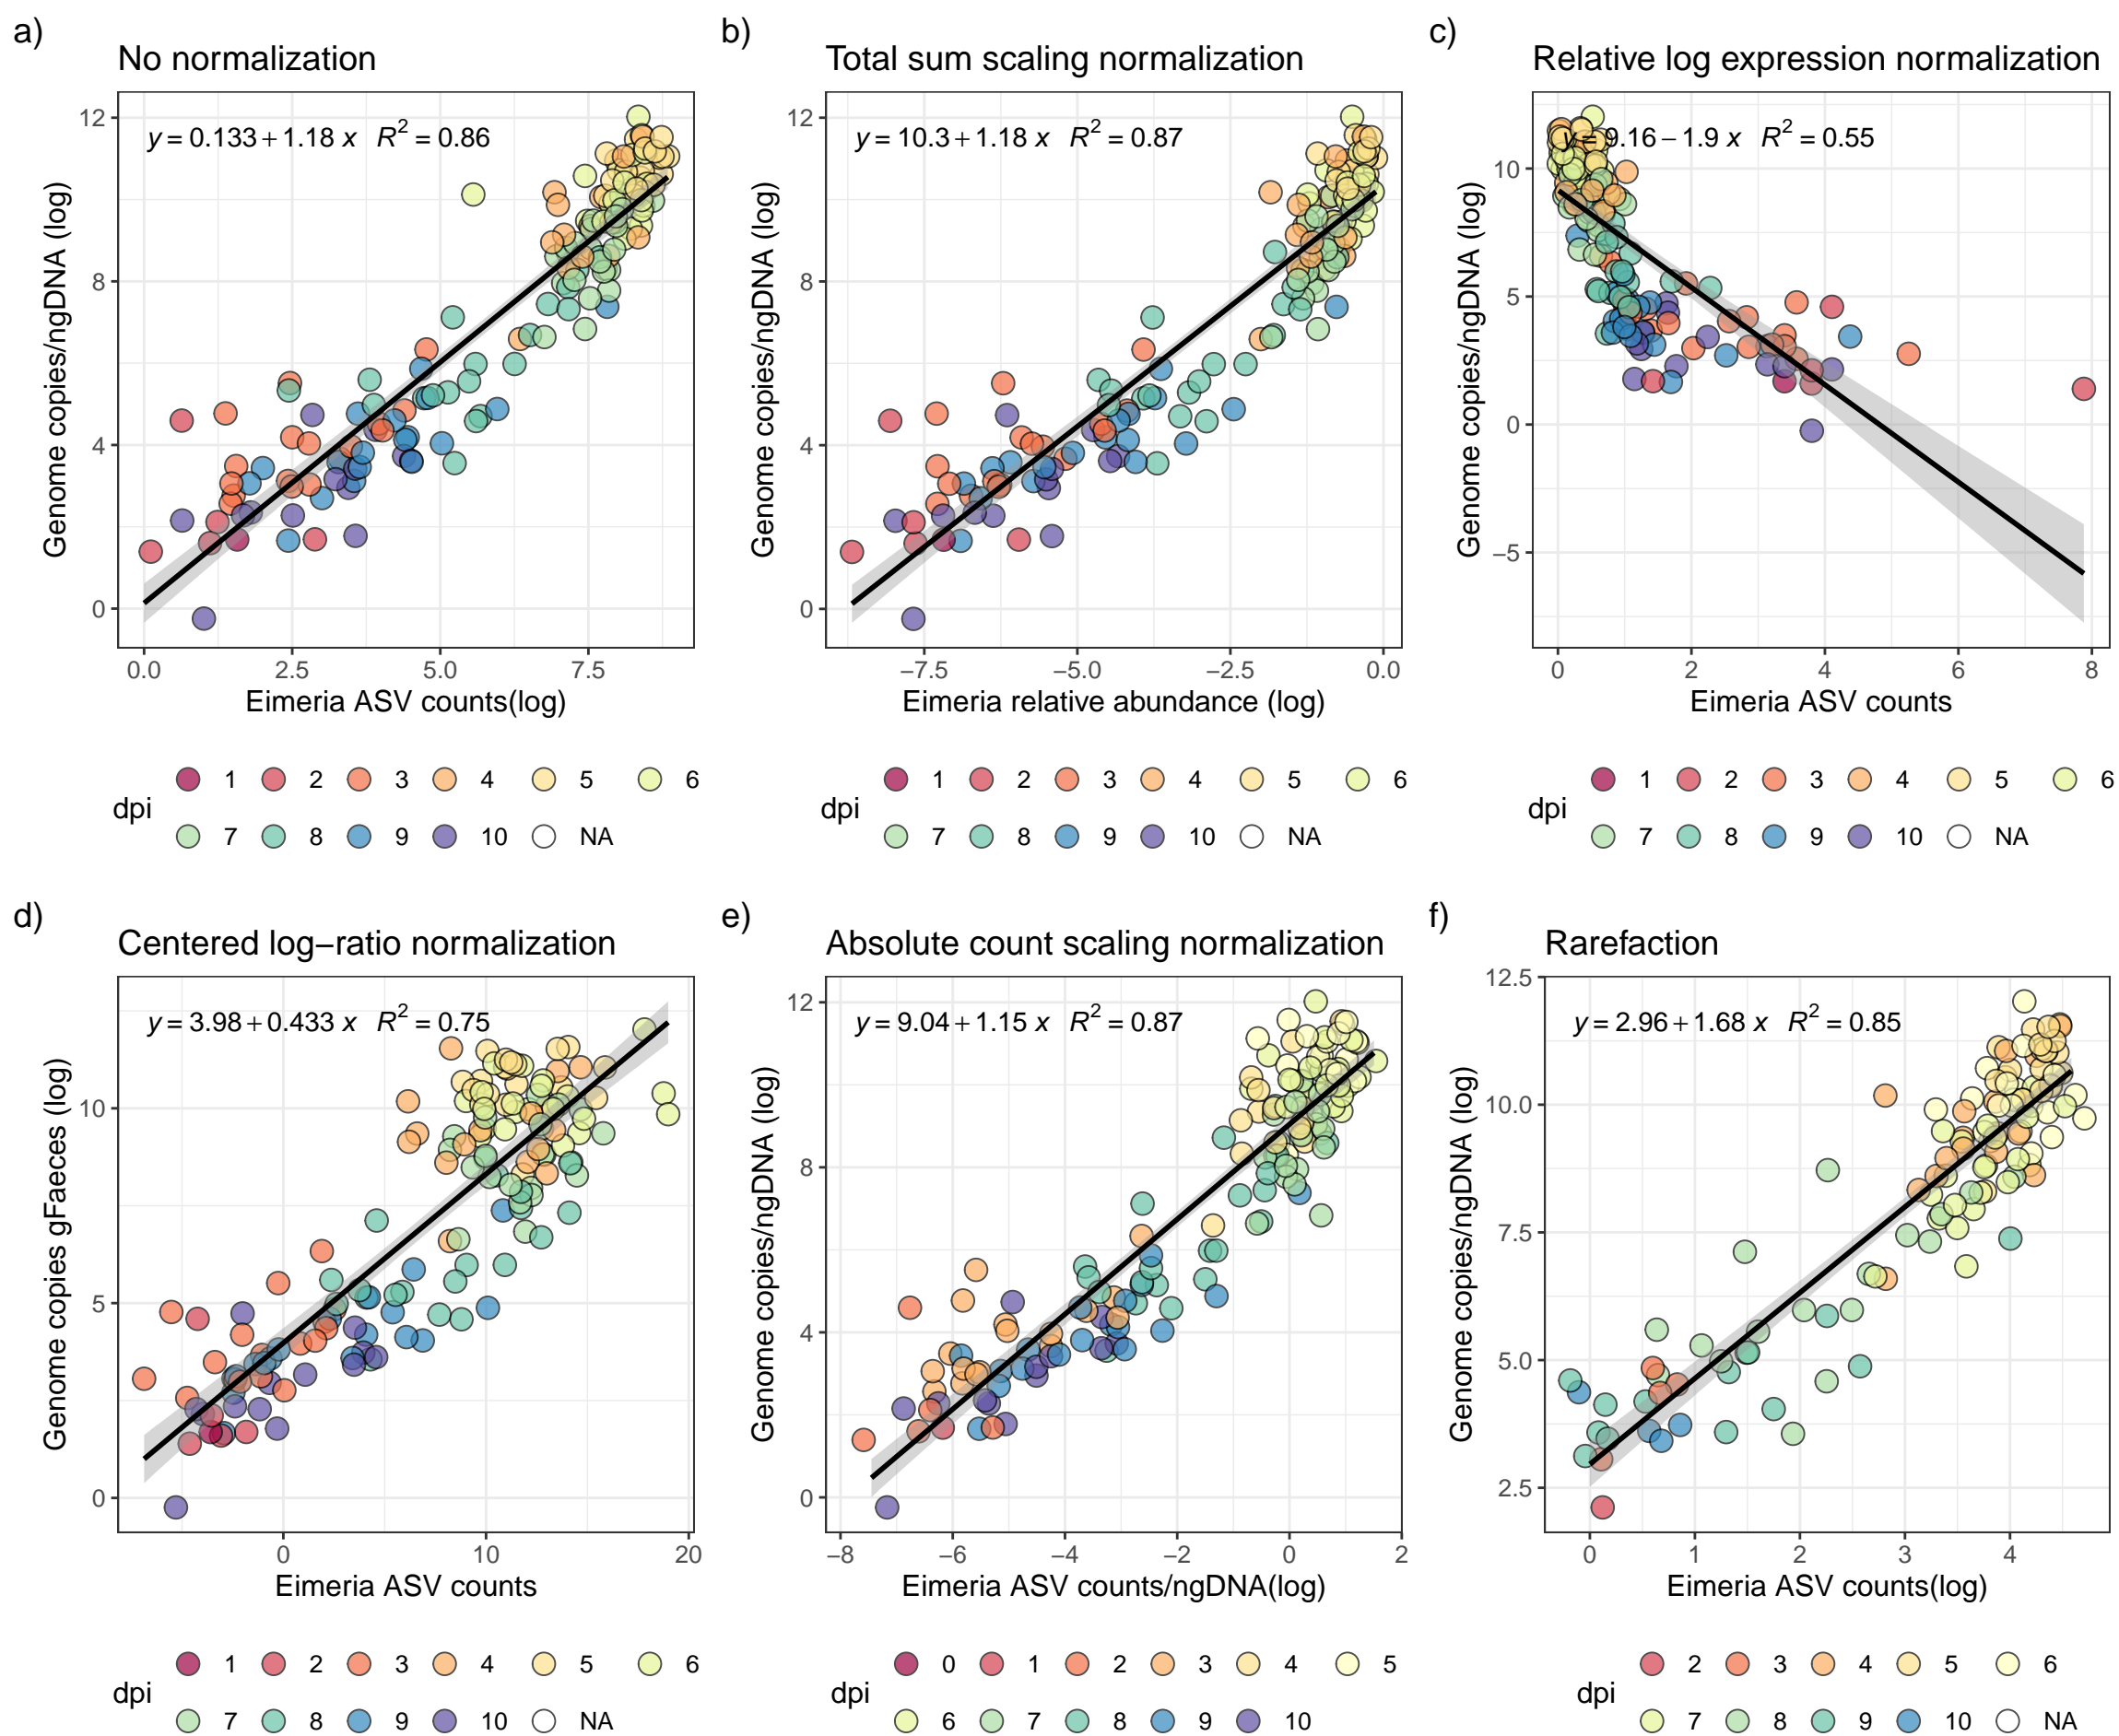 a)
No normalization
y = 0.133 + 1.18 x R² = 0.86
Genome copies/ngDNA (log)
12
8
4
0
0.0 2.5 5.0 7.5
Eimeria ASV counts(log)
dpi
1 2 3 4 5 6
7 8 9 10 NA
b)
Total sum scaling normalization
y = 10.3 + 1.18 x R² = 0.87
Genome copies/ngDNA (log)
12
8
4
0
−7.5 −5.0 −2.5 0.0
Eimeria relative abundance (log)
dpi
1 2 3 4 5 6
7 8 9 10 NA
c)
Relative log expression normalization
y = 9.16 − 1.9 x R² = 0.55
Genome copies/ngDNA (log)
10
5
0
−5
0 2 4 6 8
Eimeria ASV counts
dpi
1 2 3 4 5 6
7 8 9 10 NA
d)
Centered log−ratio normalization
y = 3.98 + 0.433 x R² = 0.75
Genome copies gFaeces (log)
10
5
0
0 10 20
Eimeria ASV counts
dpi
1 2 3 4 5 6
7 8 9 10 NA
e)
Absolute count scaling normalization
y = 9.04 + 1.15 x R² = 0.87
Genome copies/ngDNA (log)
12
8
4
0
−8 −6 −4 −2 0 2
Eimeria ASV counts/ngDNA(log)
dpi
0 1 2 3 4 5
6 7 8 9 10
f)
Rarefaction
y = 2.96 + 1.68 x R² = 0.85
Genome copies/ngDNA (log)
12.5
10.0
7.5
5.0
2.5
0 1 2 3 4
Eimeria ASV counts(log)
dpi
2 3 4 5 6
7 8 9 10 NA